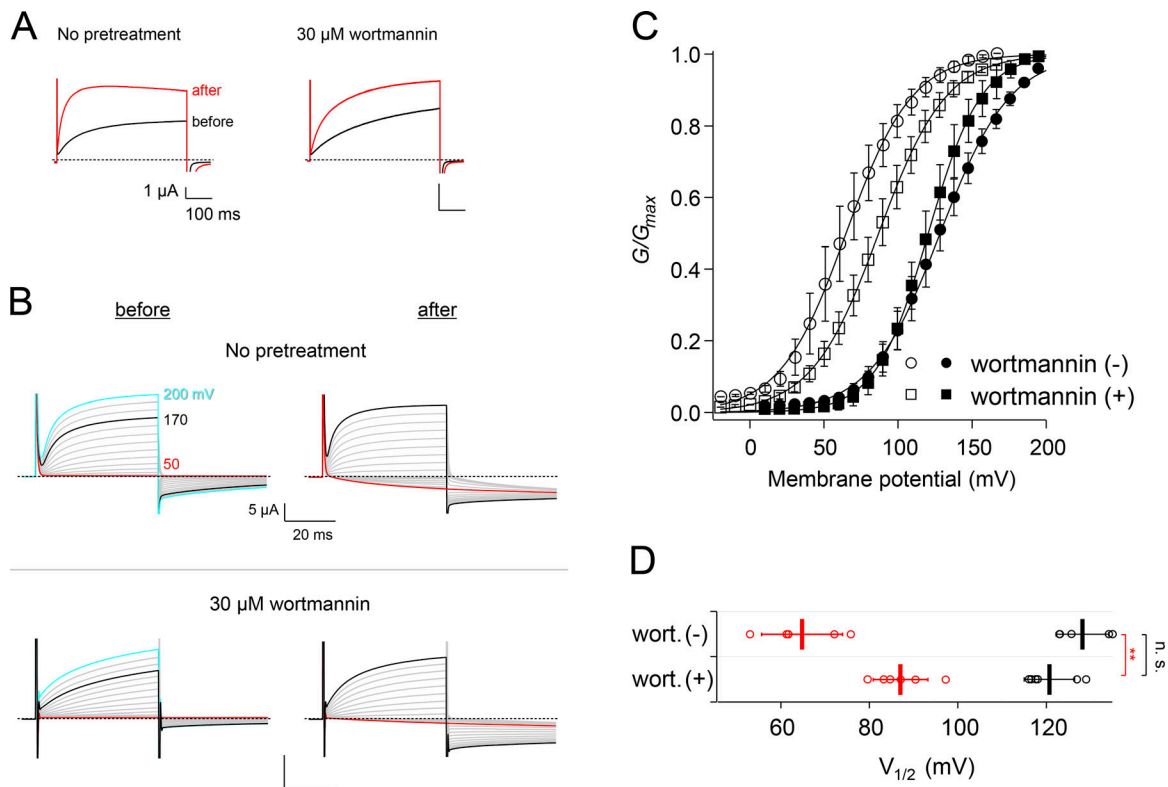 A
No pretreatment
30 µM wortmannin
after
before
1 µA
100 ms
B
before
after
No pretreatment
200 mV
170
50
5 µA
20 ms
30 µM wortmannin
C
1.0
0.8
0.6
0.4
0.2
0.0
G/Gmax
0
50
100
150
200
Membrane potential (mV)
wortmannin (-)
wortmannin (+)
D
wort. (-)
wort. (+)
**
n. s.
60
80
100
120
V1/2 (mV)